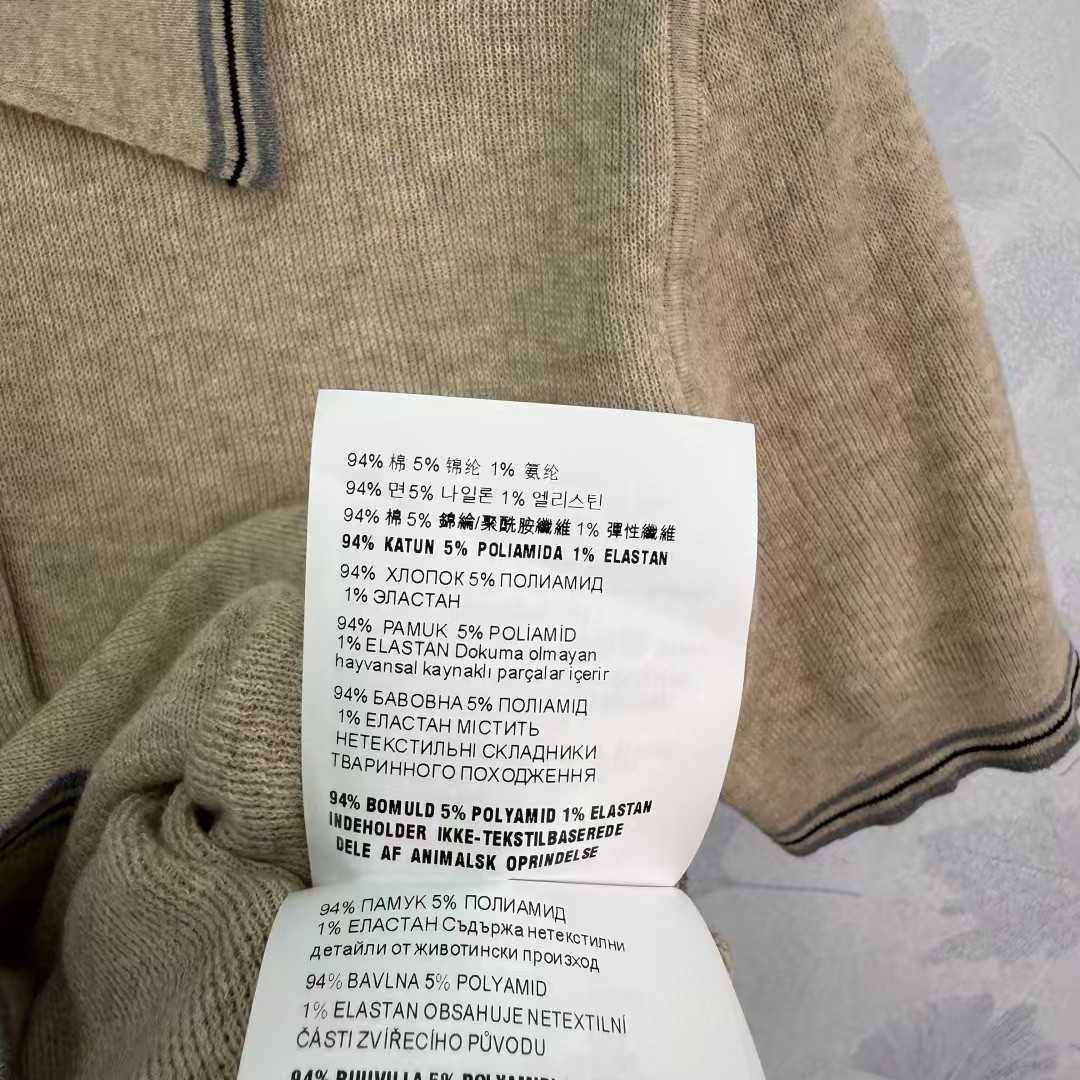 94% 棉 5% 锦纶 1% 氨纶
94% 면 5% 나일론 1% 엘리스틴
94% 棉 5% 錦綸/聚酰胺纖維 1% 彈性纖維
94% KATUN 5% POLIAMIDA 1% ELASTAN
94% ХЛОПОК 5% ПОЛИАМИД
1% ЭЛАСТАН
94% PAMUK 5% POLİAMİD
1% ELASTAN Dokuma olmayan
hayvansal kaynaklı parçalar içerir
94% БАВОВНА 5% ПОЛІАМІД
1% ЕЛАСТАН МІСТИТЬ
НЕТЕКСТИЛЬНІ СКЛАДНИКИ
ТВАРИННОГО ПОХОДЖЕННЯ
94% BOMULD 5% POLYAMID 1% ELASTAN
INDEHOLDER IKKE-TEKSTILBASEREDE
DELE AF ANIMALSK OPRINDELSE
94% ПАМУК 5% ПОЛИАМИД
1% ЕЛАСТАН Съдържа нетекстилни
детайли от животински произход
94% BAVLNA 5% POLYAMID
1% ELASTAN OBSAHUJE NETEXTILNÍ
ČÁSTI ZVÍŘECÍHO PŮVODU
94% PUUVILLA 5%